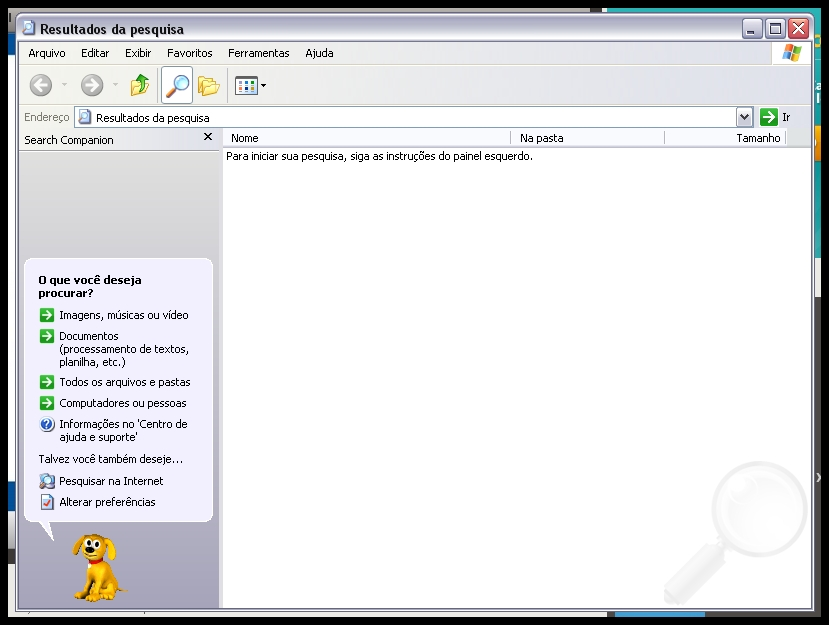 Resultados da pesquisa
Arquivo Editar Exibir Favoritos Ferramentas Ajuda
Endereço Resultados da pesquisa Ir
Search Companion
Nome Na pasta Tamanho
Para iniciar sua pesquisa, siga as instruções do painel esquerdo.
O que você deseja
procurar?
Imagens, músicas ou vídeo
Documentos
(processamento de textos,
planilha, etc.)
Todos os arquivos e pastas
Computadores ou pessoas
Informações no 'Centro de
ajuda e suporte'
Talvez você também deseje...
Pesquisar na Internet
Alterar preferências